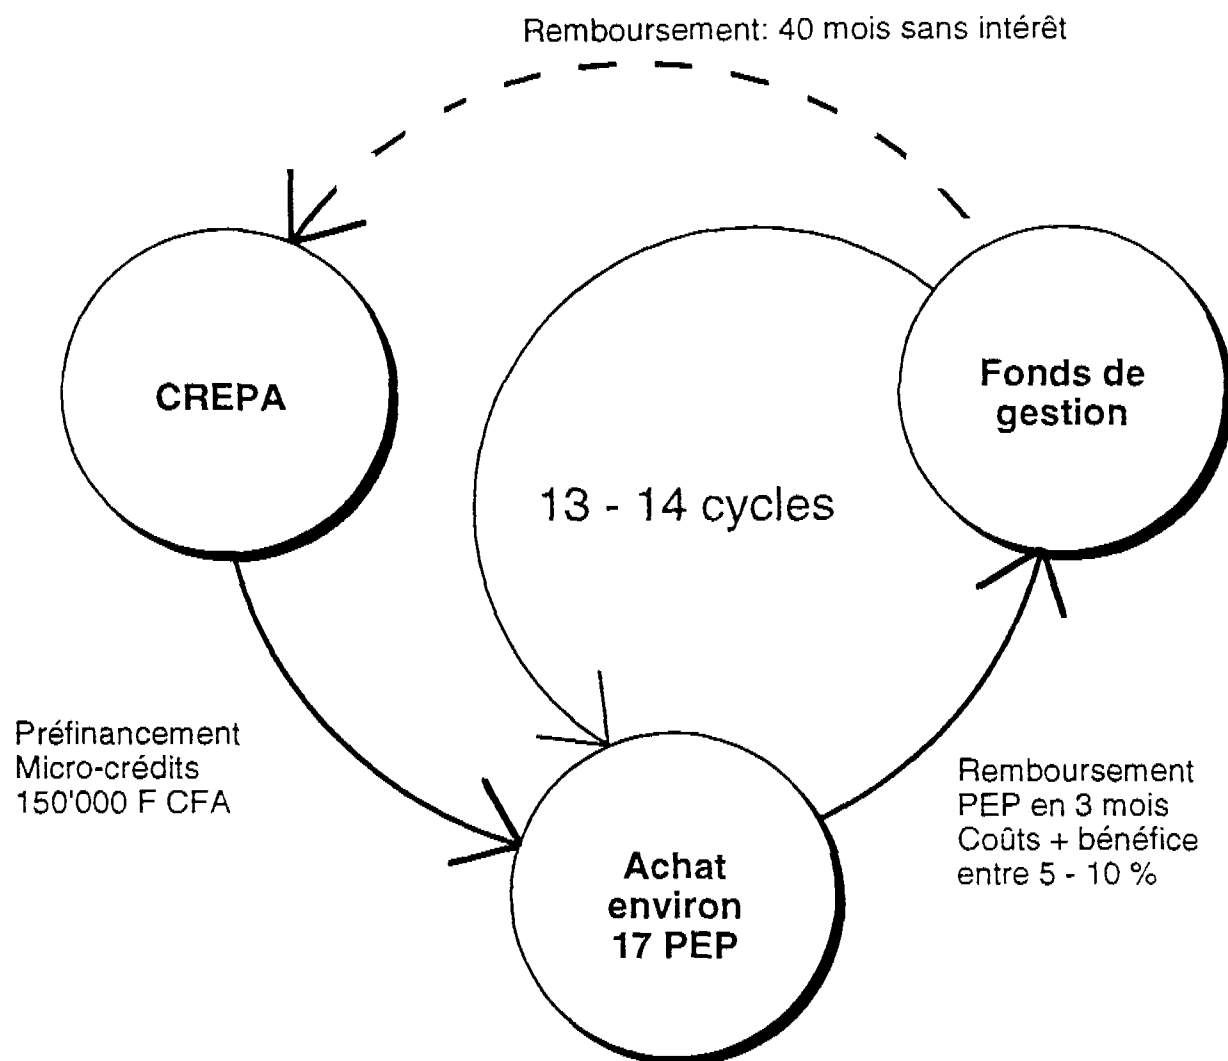 Remboursement: 40 mois sans intérêt
CREPA
Fonds de
gestion
13 - 14 cycles
Préfinancement
Micro-crédits
150'000 F CFA
Remboursement
PEP en 3 mois
Coûts + bénéfice
entre 5 - 10 %
Achat
environ
17 PEP